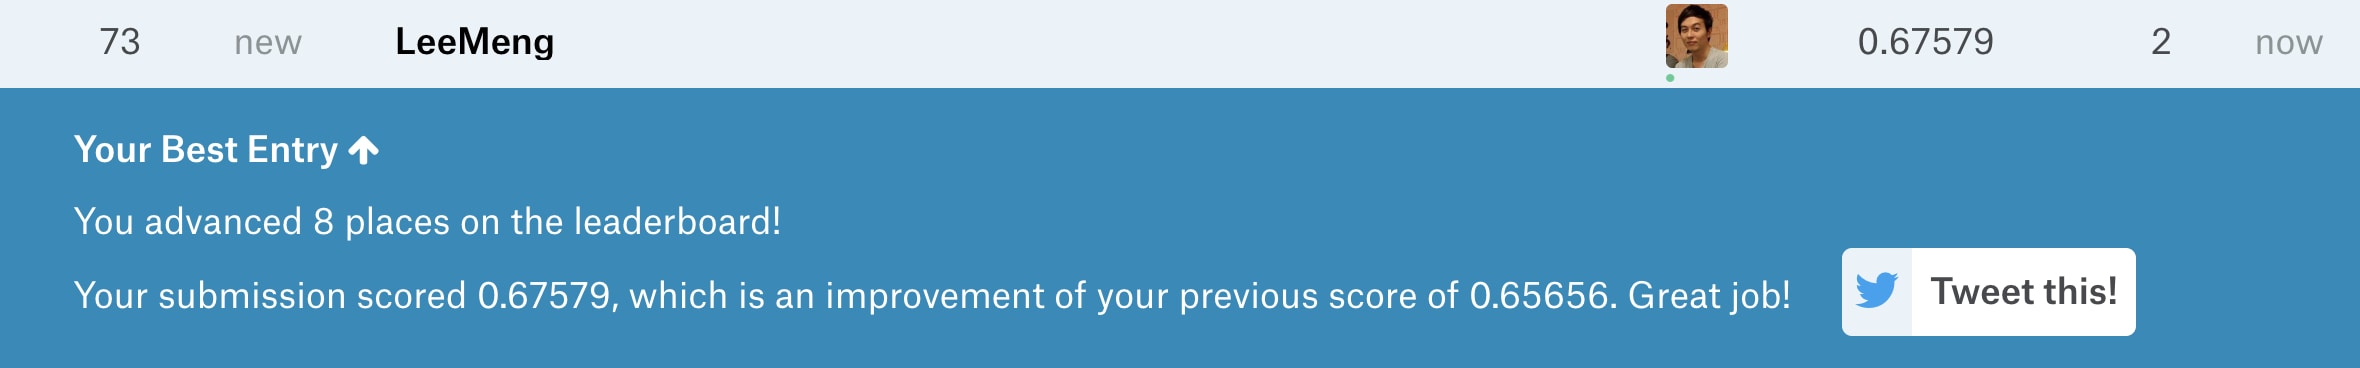 73 new LeeMeng 0.67579 2 now
Your Best Entry ↑
You advanced 8 places on the leaderboard!
Your submission scored 0.67579, which is an improvement of your previous score of 0.65656. Great job!
Tweet this!